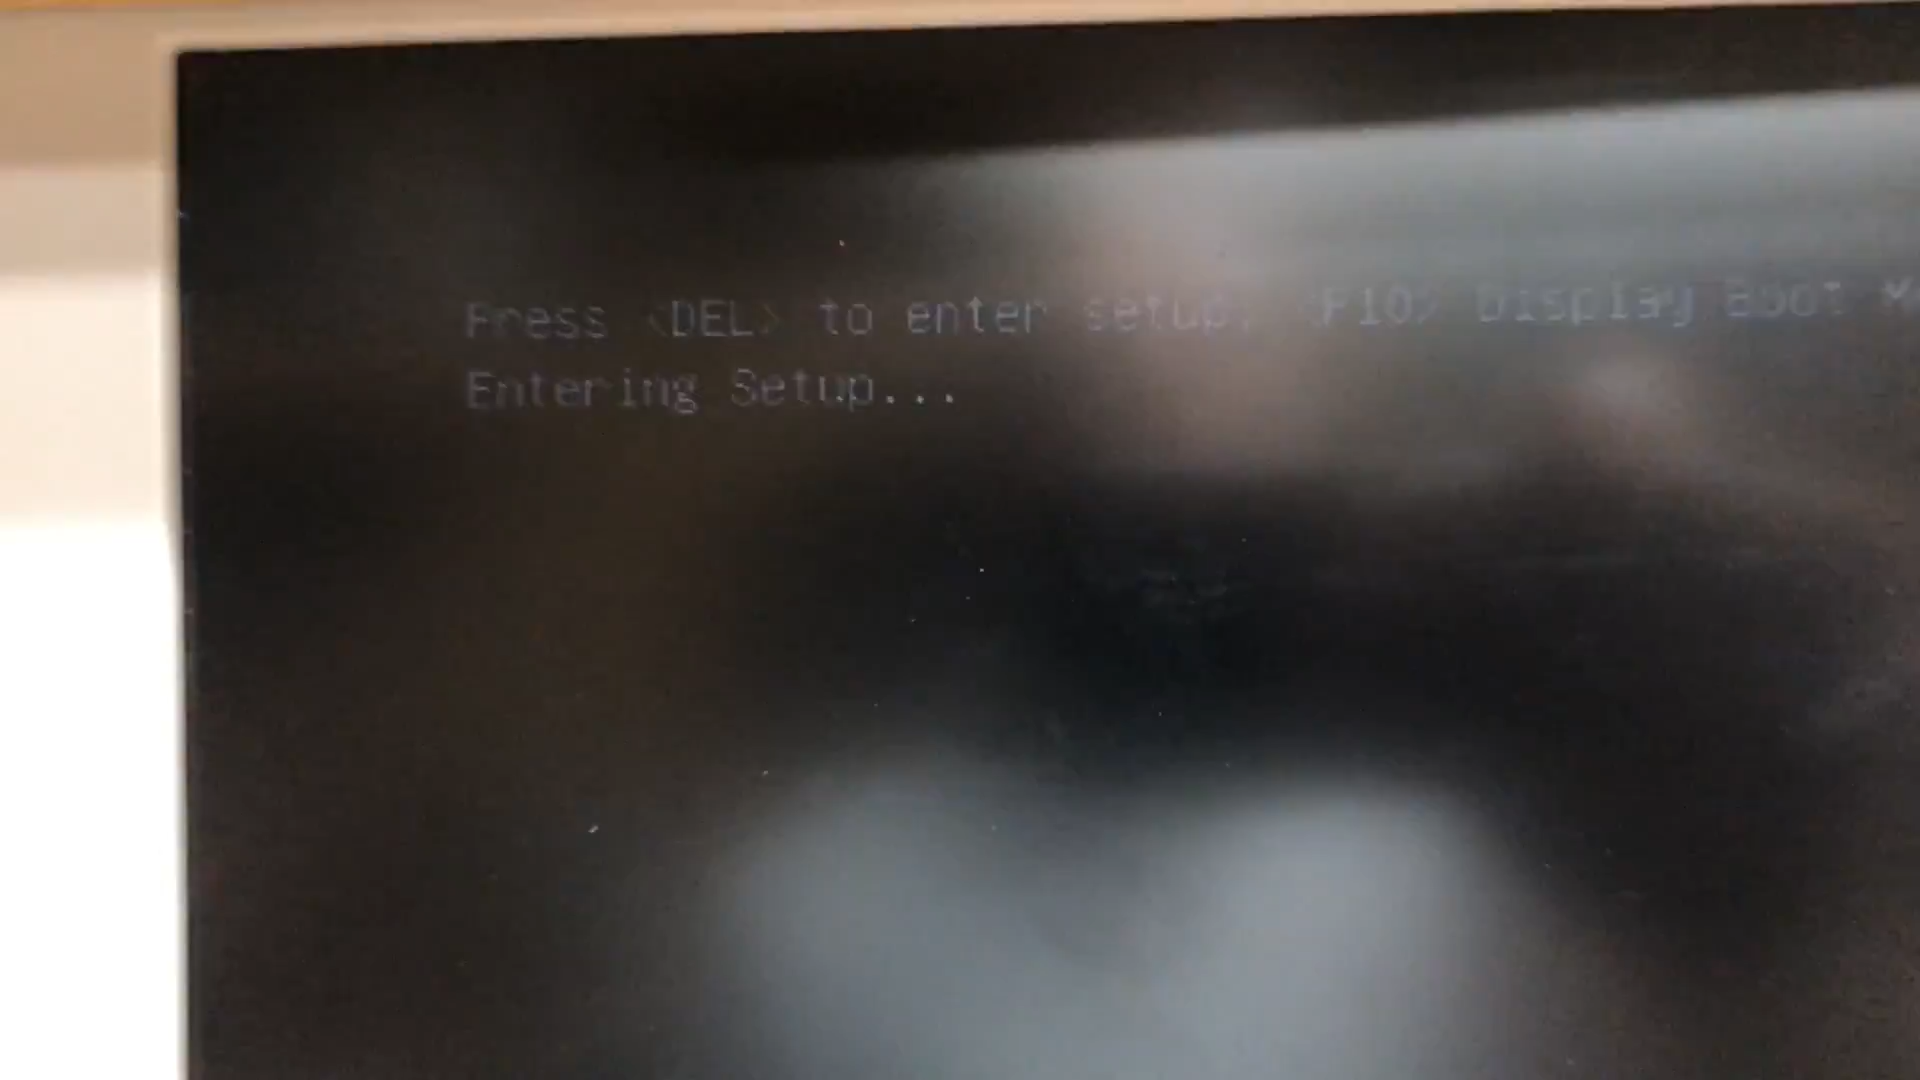 Press <DEL> to enter setup, <F10> Display Boot
Entering Setup...